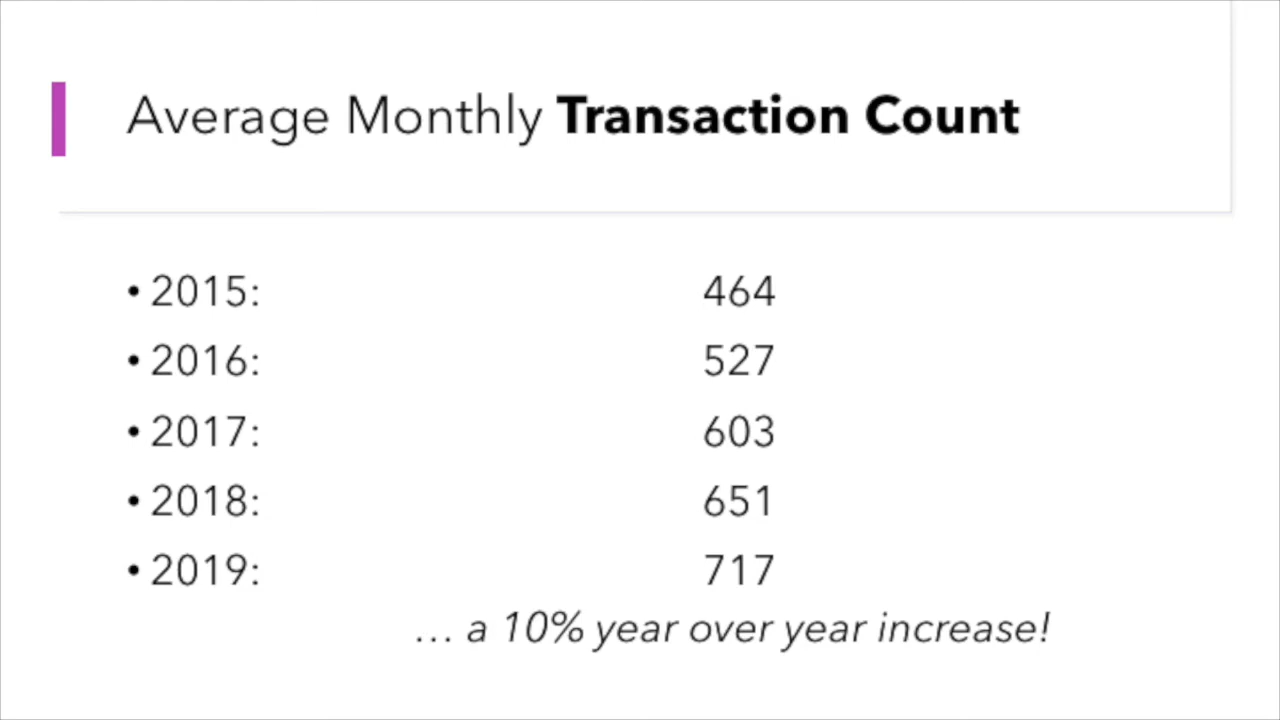 Average Monthly Transaction Count
• 2015: 464
• 2016: 527
• 2017: 603
• 2018: 651
• 2019: 717
… a 10% year over year increase!